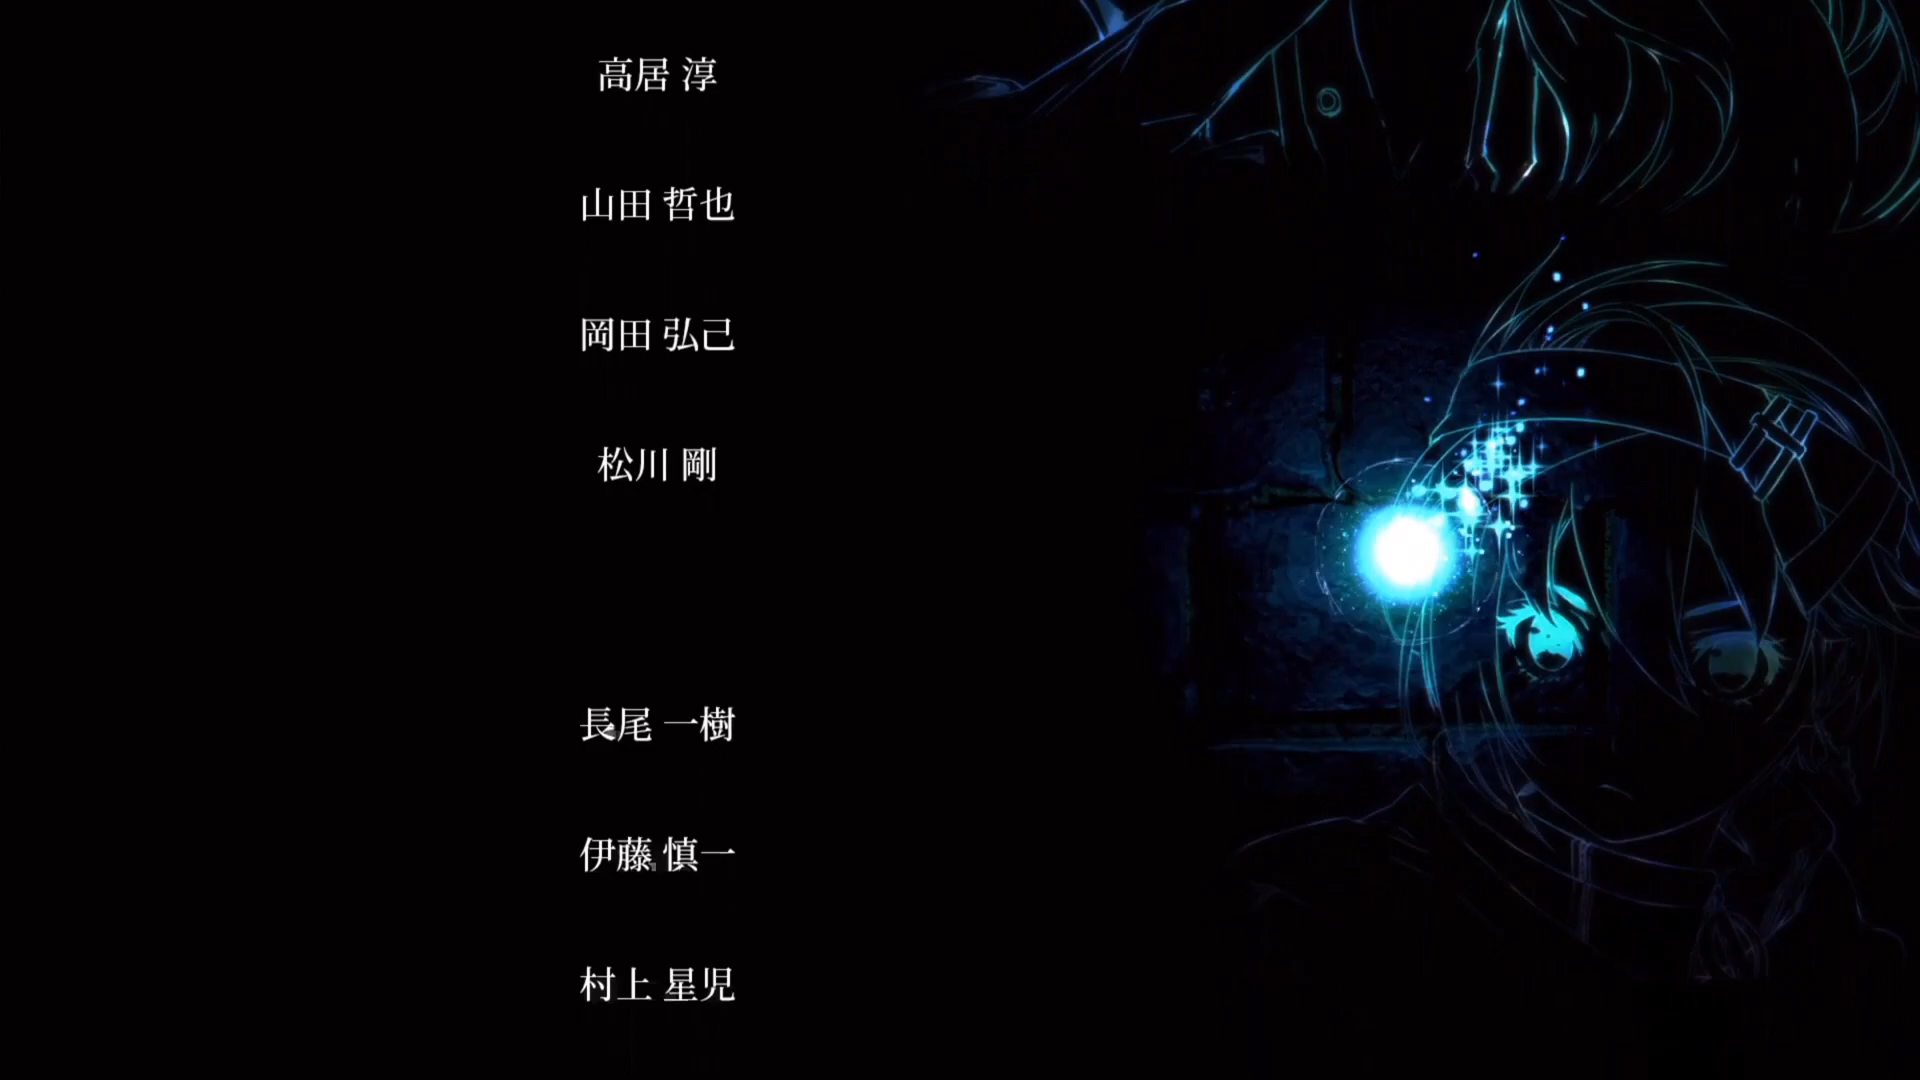 高居 淳
山田 哲也
岡田 弘己
松川 剛
長尾 一樹
伊藤 慎一
村上 星児